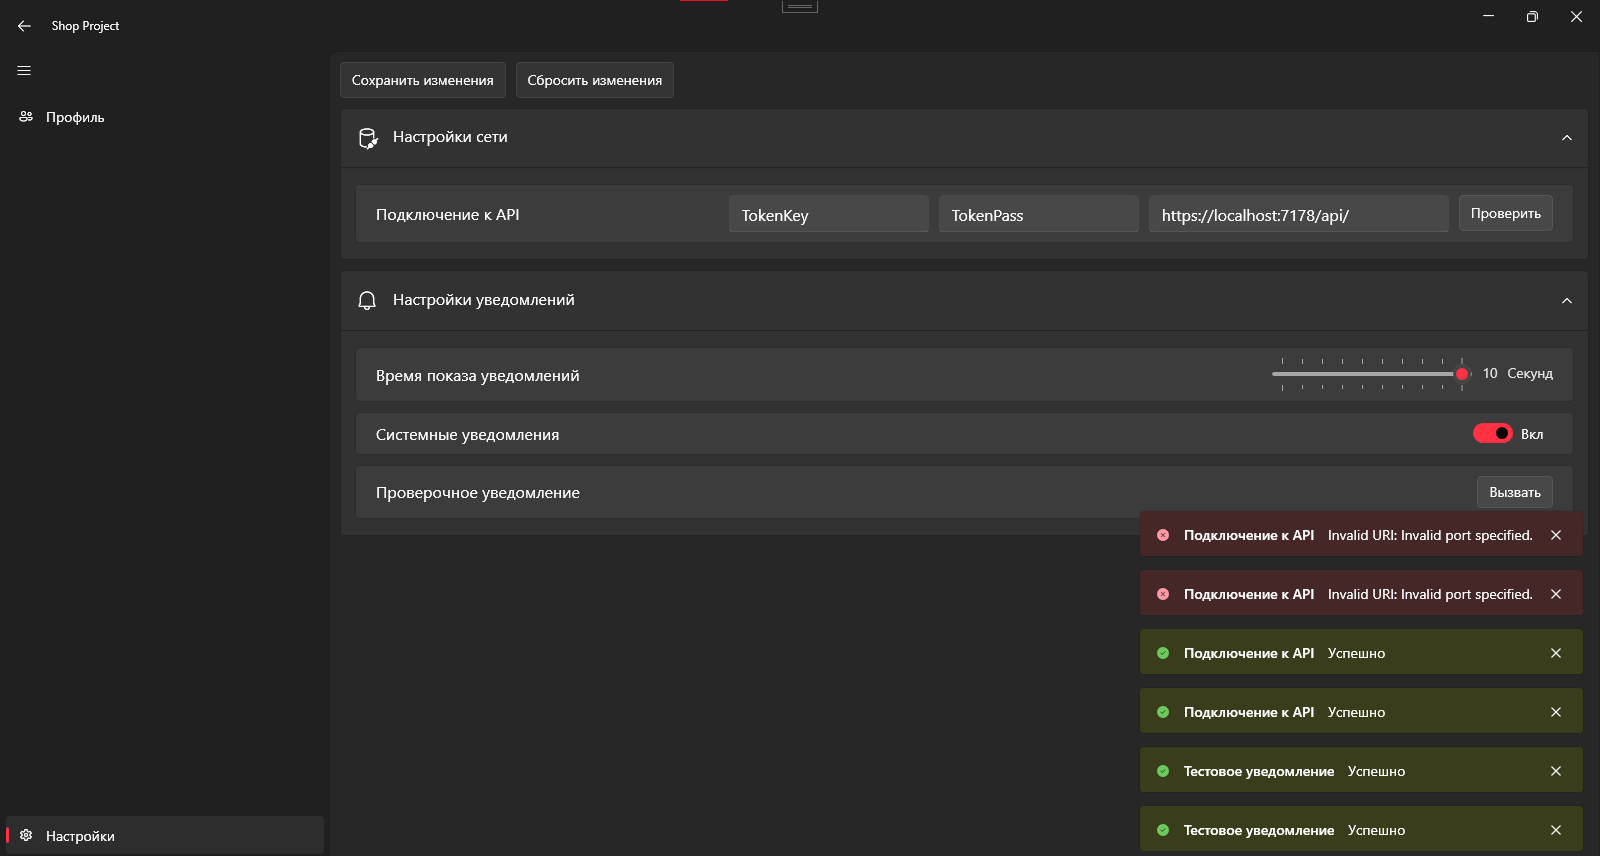 Shop Project
Профиль
Сохранить изменения
Сбросить изменения
Настройки сети
Подключение к API
TokenKey
TokenPass
https://localhost:7178/api/
Проверить
Настройки уведомлений
Время показа уведомлений
10 Секунд
Системные уведомления
Вкл
Проверочное уведомление
Вызвать
Подключение к API Invalid URI: Invalid port specified.
Подключение к API Invalid URI: Invalid port specified.
Подключение к API Успешно
Подключение к API Успешно
Тестовое уведомление Успешно
Тестовое уведомление Успешно
Настройки